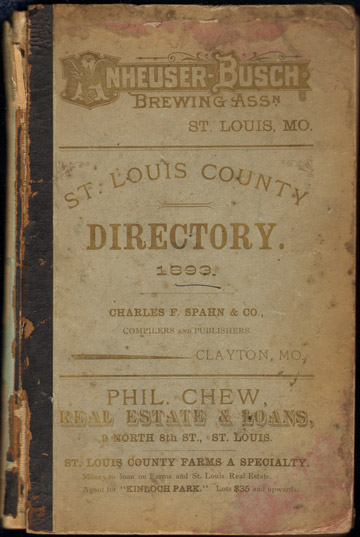 ANHEUSER-BUSCH
BREWING ASSN
ST. LOUIS, MO.
ST. LOUIS COUNTY
DIRECTORY.
1893.
CHARLES F. SPAHN & CO.,
COMPILERS AND PUBLISHERS.
CLAYTON, MO.
PHIL. CHEW,
REAL ESTATE & LOANS,
9 NORTH 8th ST., ST. LOUIS.
ST. LOUIS COUNTY FARMS A SPECIALTY.
Money to loan on Farms and St. Louis Real Estate.
Agent for "KINLOCH PARK." Lots $35 and upwards.